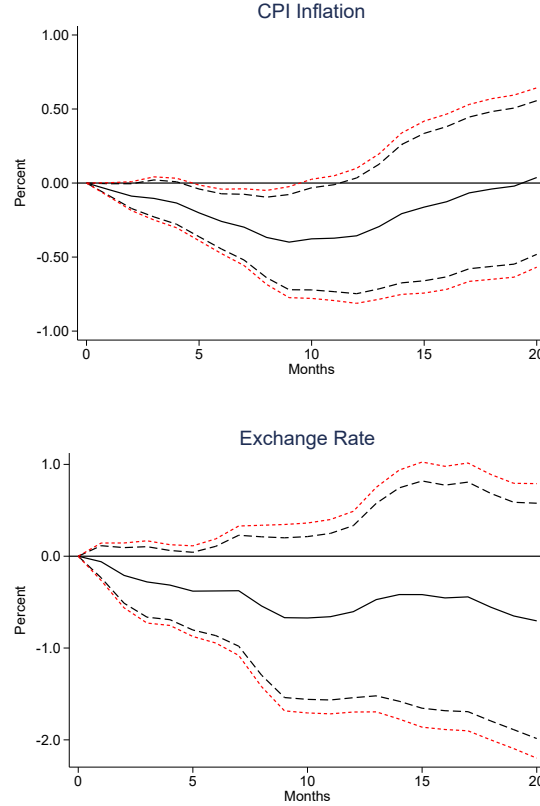 CPI Inflation
1.00
0.50
0.00
-0.50
-1.00
Percent
0 5 10 15 20
Months
Exchange Rate
1.0
0.0
-1.0
-2.0
Percent
0 5 10 15 20
Months